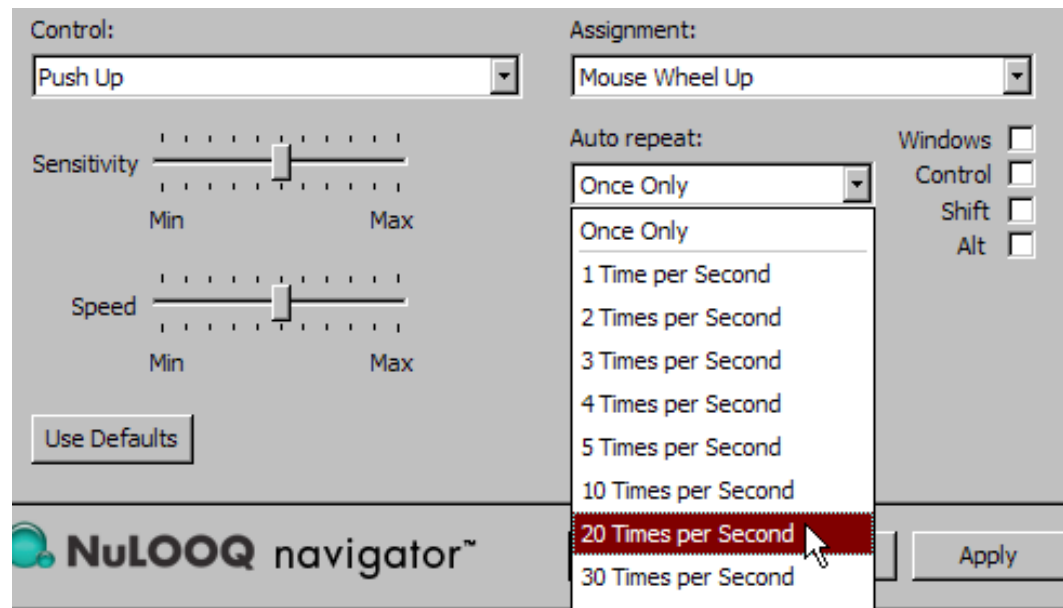 Control:
Push Up
Sensitivity
Min Max
Speed
Min Max
Use Defaults
Assignment:
Mouse Wheel Up
Auto repeat:
Once Only
Once Only
1 Time per Second
2 Times per Second
3 Times per Second
4 Times per Second
5 Times per Second
10 Times per Second
20 Times per Second
30 Times per Second
Windows
Control
Shift
Alt
NuLOOQ navigator™
Apply